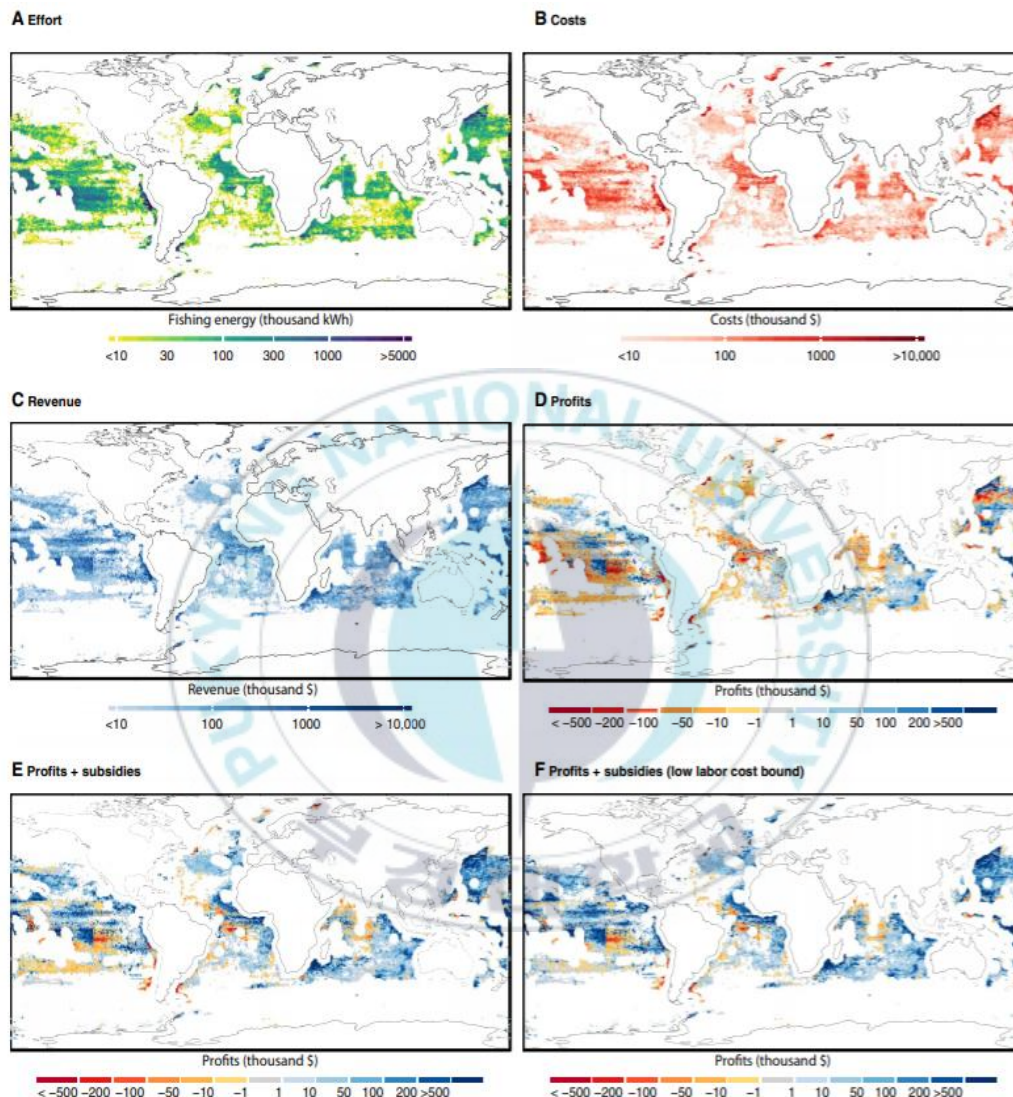 A Effort
B Costs
Fishing energy (thousand kWh)
<10 30 100 300 1000 >5000
Costs (thousand $)
<10 100 1000 >10,000
C Revenue
D Profits
Revenue (thousand $)
<10 100 1000 > 10,000
Profits (thousand $)
< −500 −200 −100 −50 −10 −1 1 10 50 100 200 >500
E Profits + subsidies
F Profits + subsidies (low labor cost bound)
Profits (thousand $)
< −500 −200 −100 −50 −10 −1 1 10 50 100 200 >500
Profits (thousand $)
< −500 −200 −100 −50 −10 −1 1 10 50 100 200 >500
PUKYONG NATIONAL UNIVERSITY